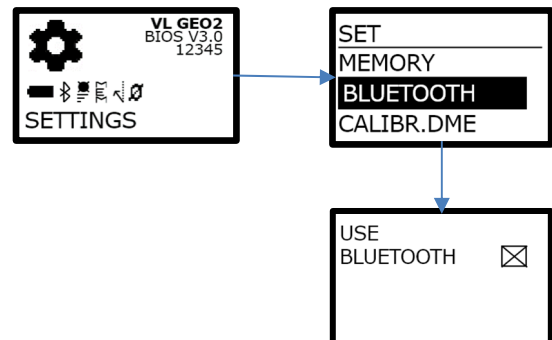 VL GEO2
BIOS V3.0
12345
SETTINGS
SET
MEMORY
BLUETOOTH
CALIBR.DME
USE
BLUETOOTH